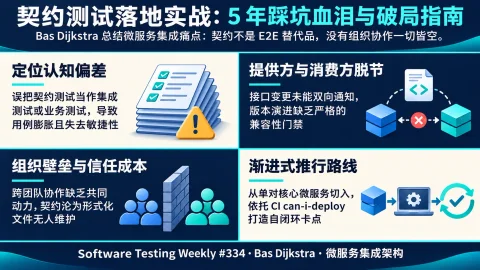 契约测试落地实战：5 年踩坑血泪与破局指南
Bas Dijkstra 总结微服务集成痛点：契约不是 E2E 替代品，没有组织协作一切皆空。
定位认知偏差
误把契约测试当作集成
测试或业务测试，导致
用例膨胀且失去敏捷性
提供方与消费方脱节
接口变更未能双向通知，
版本演进缺乏严格的
兼容性门禁
组织壁垒与信任成本
跨团队协作缺乏共同
动力，契约沦为形式化
文件无人维护
渐进式推行路线
从单对核心微服务切入，
依托 CI can-i-deploy
打造自闭环卡点
Software Testing Weekly #334 · Bas Dijkstra · 微服务集成架构